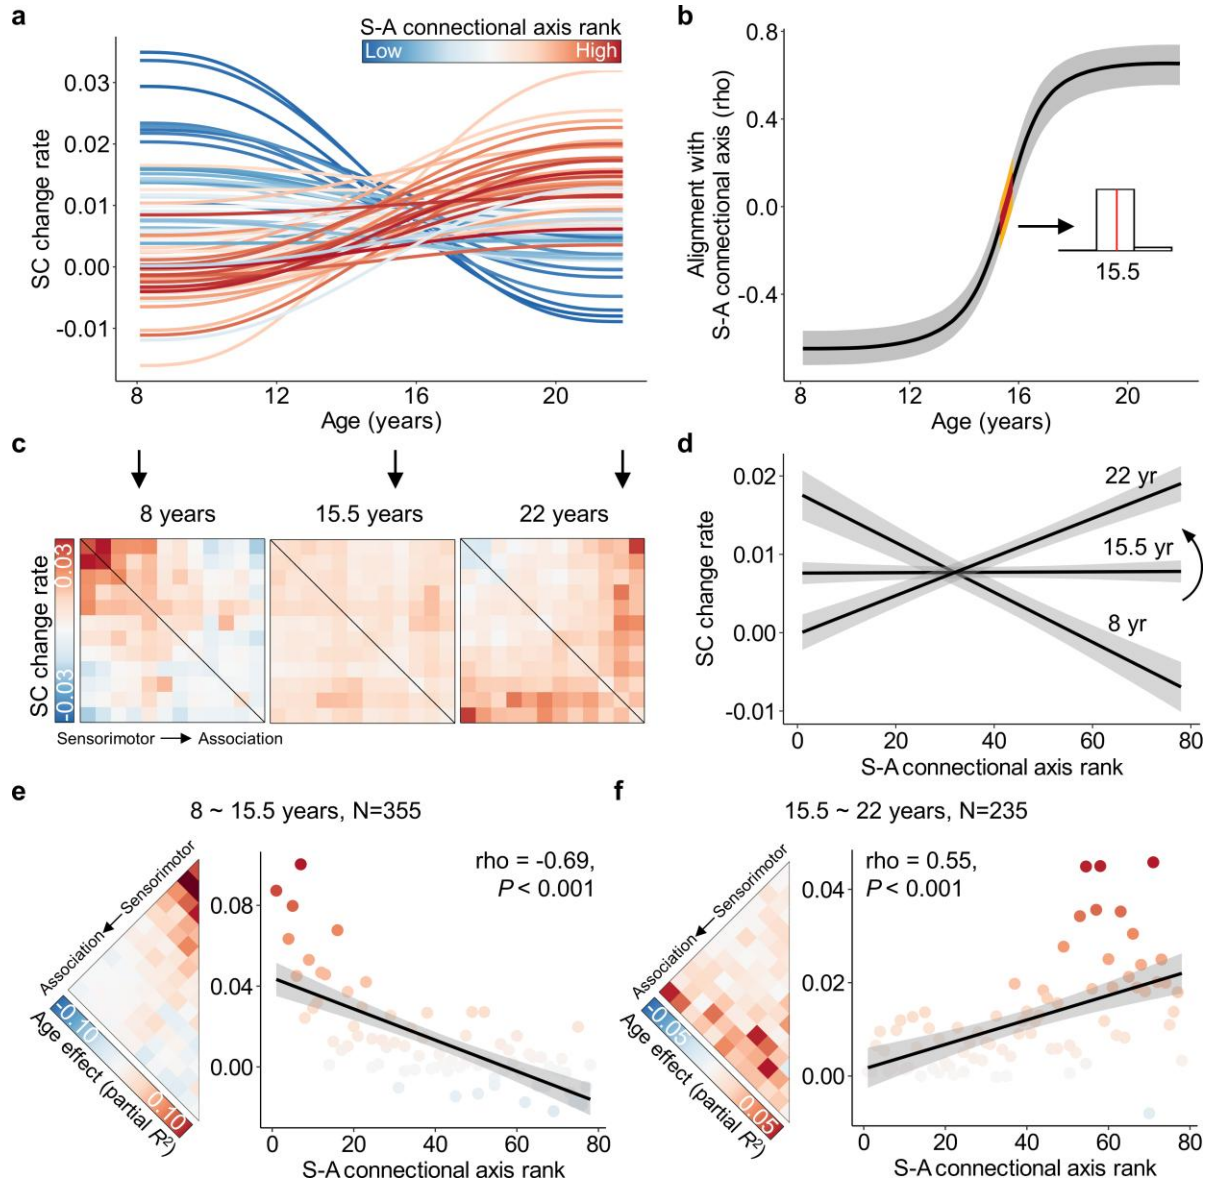 a
S-A connectional axis rank
Low
High
SC change rate
0.03
0.02
0.01
0.00
-0.01
8
12
16
20
Age (years)
b
Alignment with
S-A connectional axis (rho)
0.8
0.4
0.0
-0.4
15.5
8
12
16
20
Age (years)
c
8 years
15.5 years
22 years
SC change rate
-0.03
0.03
Sensorimotor
Association
d
SC change rate
0.02
0.01
0.00
-0.01
22 yr
15.5 yr
8 yr
0
20
40
60
80
S-A connectional axis rank
e
8 ~ 15.5 years, N=355
Association
Sensorimotor
-0.10
0.10
Age effect (partial R²)
0.08
0.04
0.00
rho = -0.69,
P < 0.001
0
20
40
60
80
S-A connectional axis rank
f
15.5 ~ 22 years, N=235
Association
Sensorimotor
-0.05
0.05
Age effect (partial R²)
0.04
0.02
0.00
rho = 0.55,
P < 0.001
0
20
40
60
80
S-A connectional axis rank